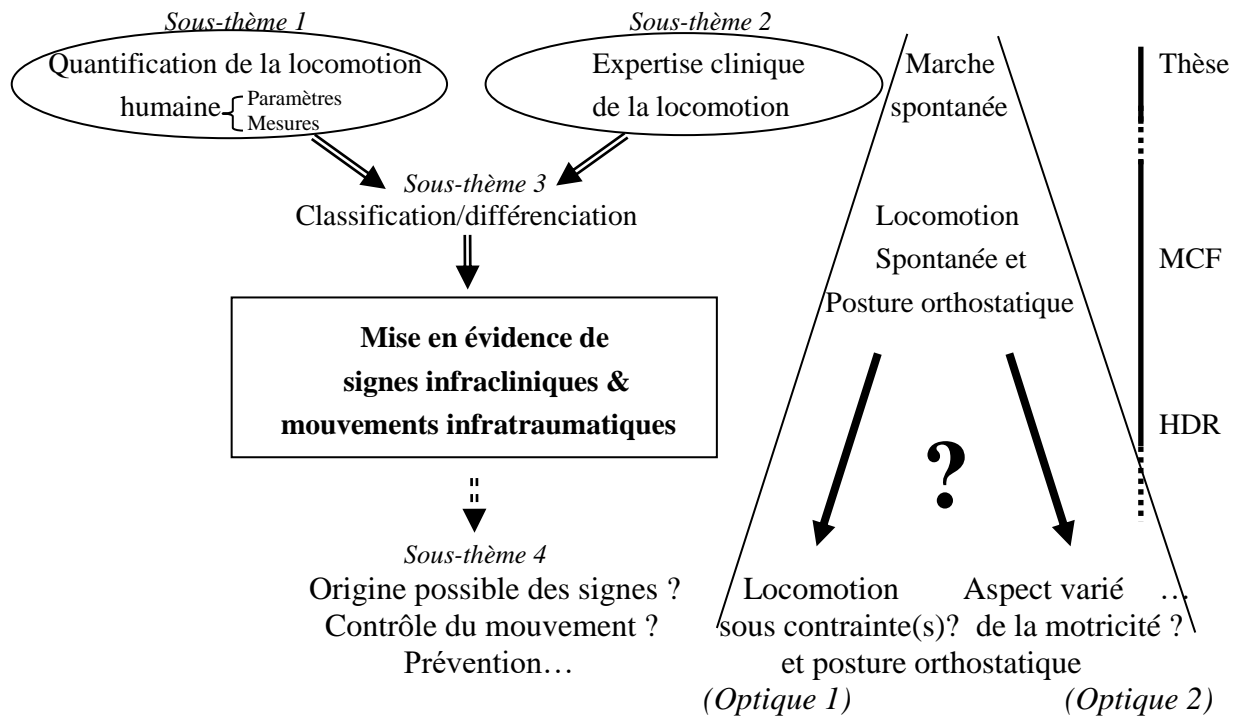 Sous-thème 1
Quantification de la locomotion
humaine
Paramètres
Mesures
Sous-thème 2
Expertise clinique
de la locomotion
Sous-thème 3
Classification/différenciation
Mise en évidence de
signes infracliniques &
mouvements infratraumatiques
Sous-thème 4
Origine possible des signes ?
Contrôle du mouvement ?
Prévention…
Marche
spontanée
Locomotion
Spontanée et
Posture orthostatique
?
Locomotion
sous contrainte(s)?
et posture orthostatique
(Optique 1)
Aspect varié …
de la motricité ?
(Optique 2)
Thèse
MCF
HDR